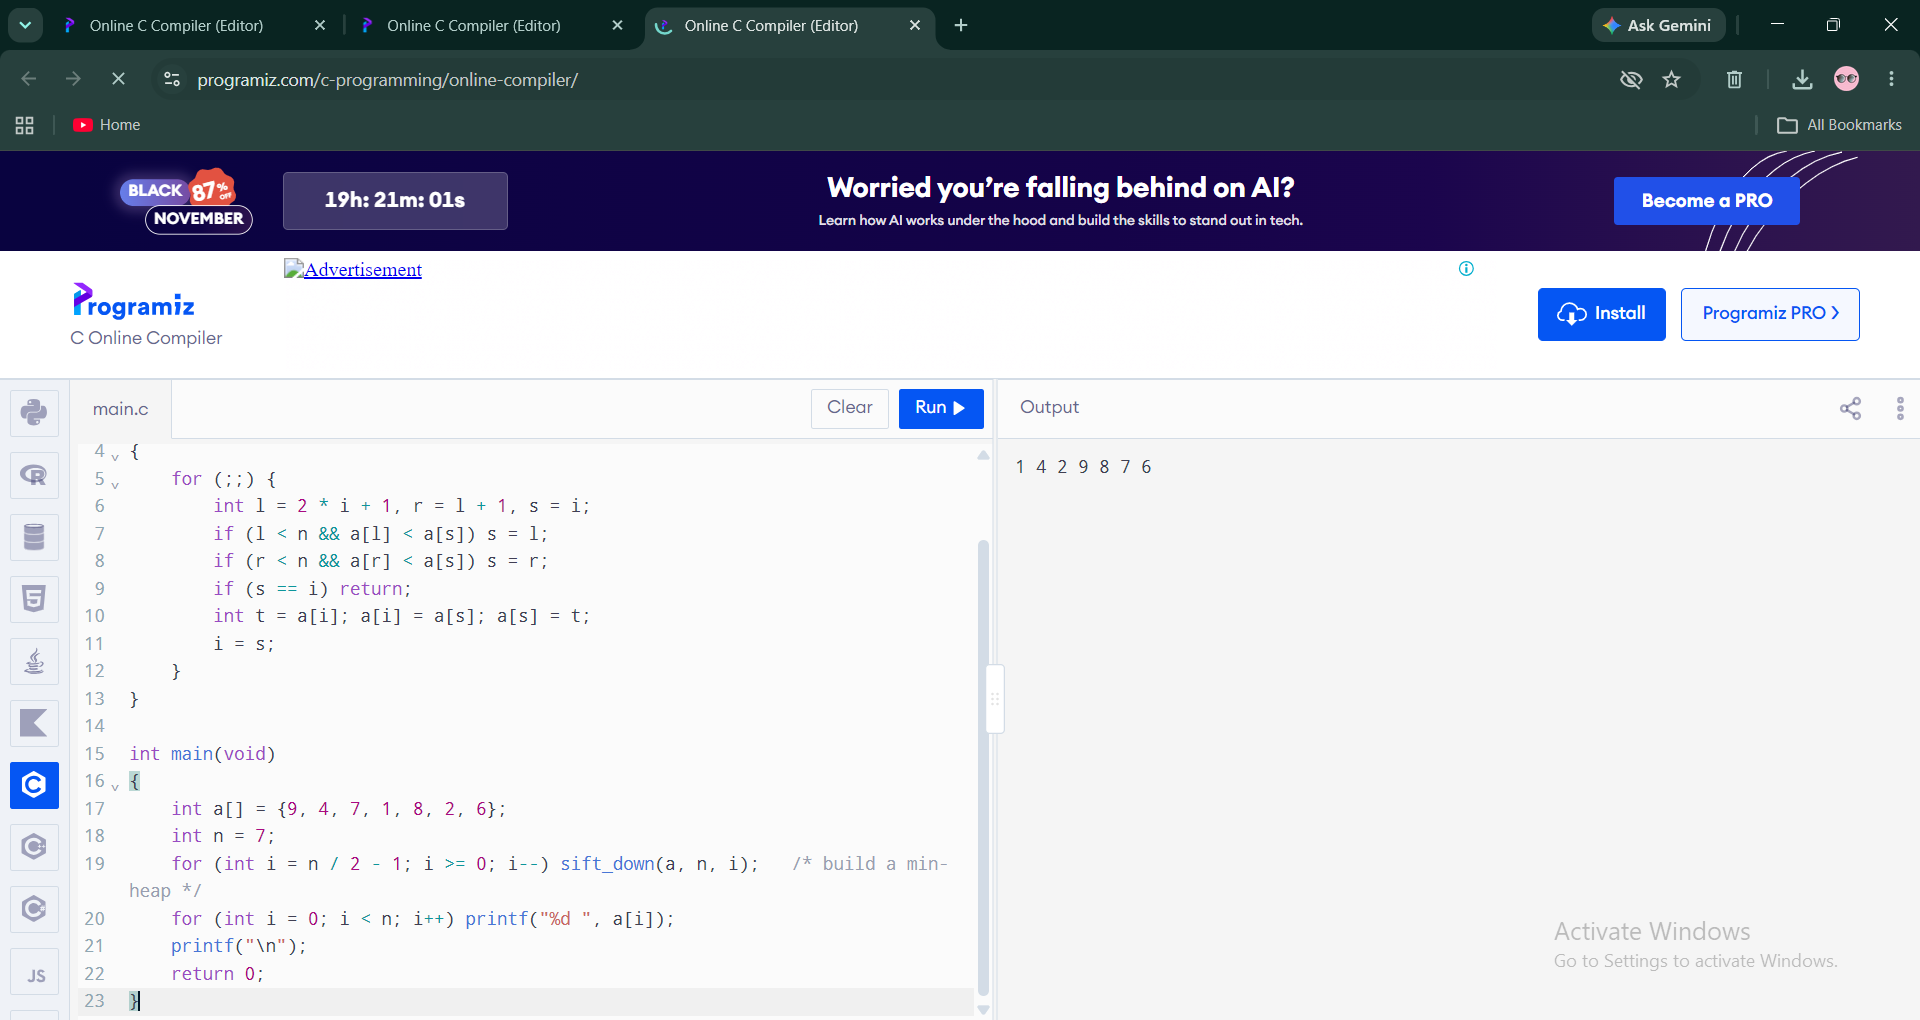 Online C Compiler (Editor)
Online C Compiler (Editor)
Online C Compiler (Editor)
Ask Gemini
programiz.com/c-programming/online-compiler/
Home
All Bookmarks
BLACK 87% OFF
NOVEMBER
19h: 21m: 01s
Worried you're falling behind on AI?
Learn how AI works under the hood and build the skills to stand out in tech.
Become a PRO
Advertisement
Programiz
C Online Compiler
Install
Programiz PRO >
main.c
Clear
Run
Output
4 {
5     for (;;) {
6         int l = 2 * i + 1, r = l + 1, s = i;
7         if (l < n && a[l] < a[s]) s = l;
8         if (r < n && a[r] < a[s]) s = r;
9         if (s == i) return;
10         int t = a[i]; a[i] = a[s]; a[s] = t;
11         i = s;
12     }
13 }
14
15 int main(void)
16 {
17     int a[] = {9, 4, 7, 1, 8, 2, 6};
18     int n = 7;
19     for (int i = n / 2 - 1; i >= 0; i--) sift_down(a, n, i);   /* build a min-
heap */
20     for (int i = 0; i < n; i++) printf("%d ", a[i]);
21     printf("\n");
22     return 0;
23 }
1 4 2 9 8 7 6
R
JS
Activate Windows
Go to Settings to activate Windows.